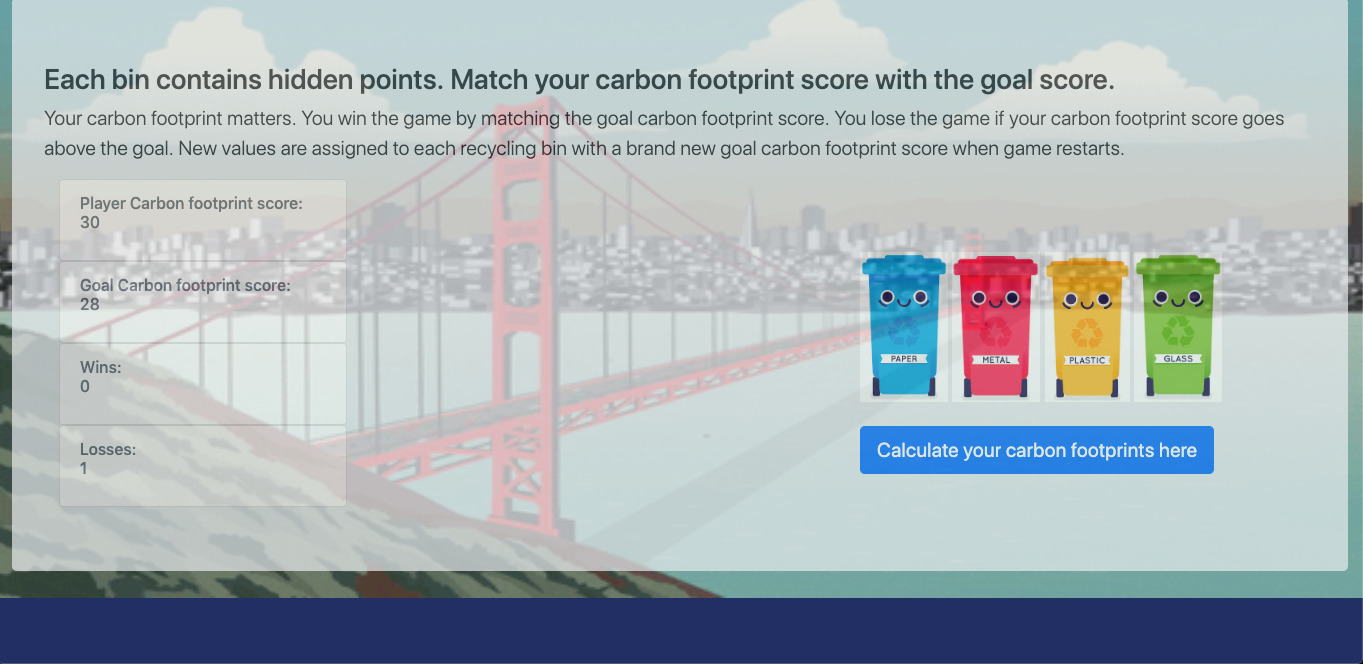 Each bin contains hidden points. Match your carbon footprint score with the goal score.
Your carbon footprint matters. You win the game by matching the goal carbon footprint score. You lose the game if your carbon footprint score goes
above the goal. New values are assigned to each recycling bin with a brand new goal carbon footprint score when game restarts.
Player Carbon footprint score:
30
Goal Carbon footprint score:
28
Wins:
0
Losses:
1
PAPER METAL PLASTIC GLASS
Calculate your carbon footprints here